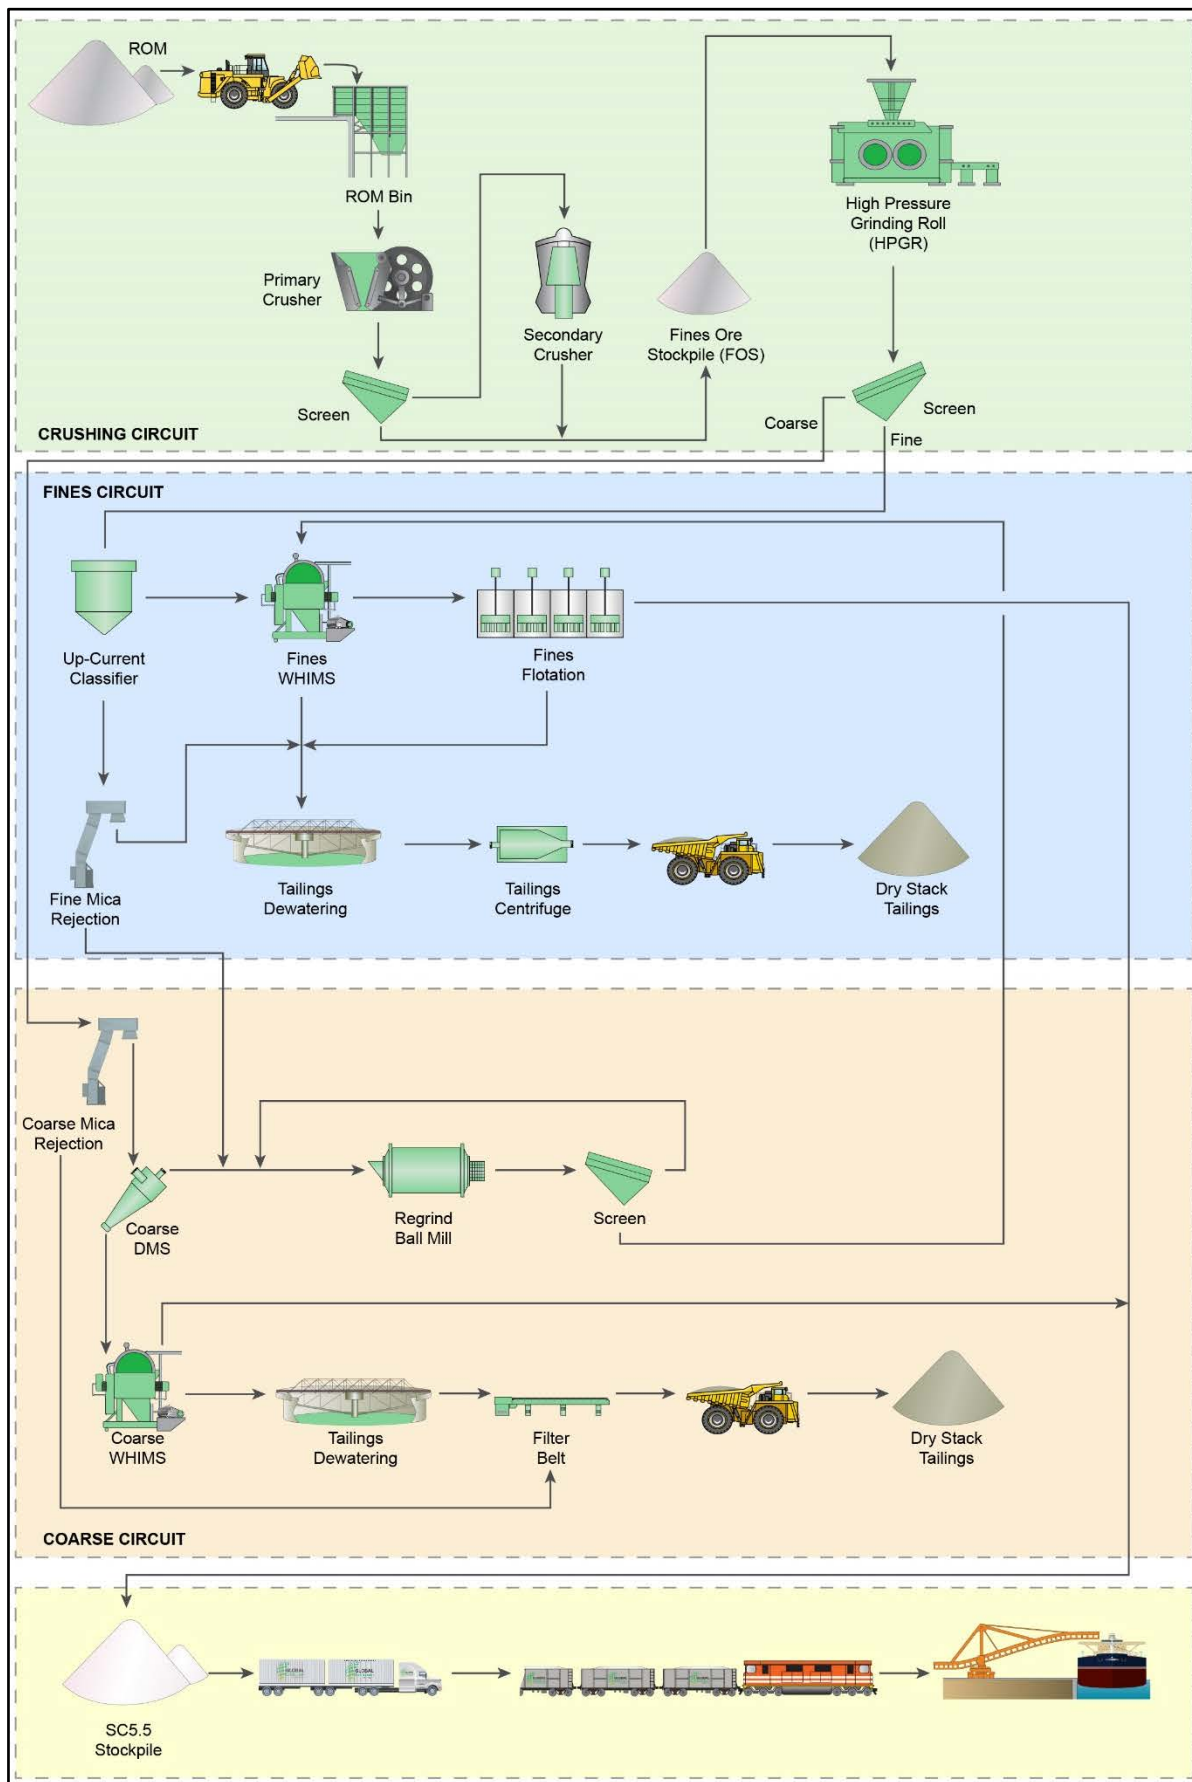 ROM
ROM Bin
High Pressure
Grinding Roll
(HPGR)
Primary
Crusher
Secondary
Crusher
Fines Ore
Stockpile (FOS)
Screen
Screen
Coarse
Fine
CRUSHING CIRCUIT
FINES CIRCUIT
Up-Current
Classifier
Fines
WHIMS
Fines
Flotation
Fine Mica
Rejection
Tailings
Dewatering
Tailings
Centrifuge
Dry Stack
Tailings
Coarse Mica
Rejection
Coarse
DMS
Regrind
Ball Mill
Screen
Coarse
WHIMS
Tailings
Dewatering
Filter
Belt
Dry Stack
Tailings
COARSE CIRCUIT
GLOBAL
GLOBAL
SC5.5
Stockpile